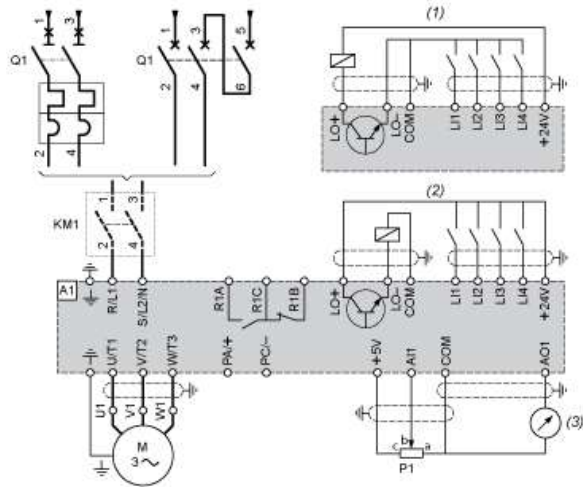 1 3 1 3 5 (1)
Q1 Q1
2 4 2 4 6
LO+ LO- COM LI1 LI2 LI3 LI4 +24V
1 3 (2)
KM1
2 4
A1 R/L1 S/L2/N R1A R1C R1B LO+ LO- COM LI1 LI2 LI3 LI4 +24V
U/T1 V/T2 W/T3 PA/+ PC/- +5V AI1 COM AO1
U1 V1 W1 (3)
c b a
M
3~
P1